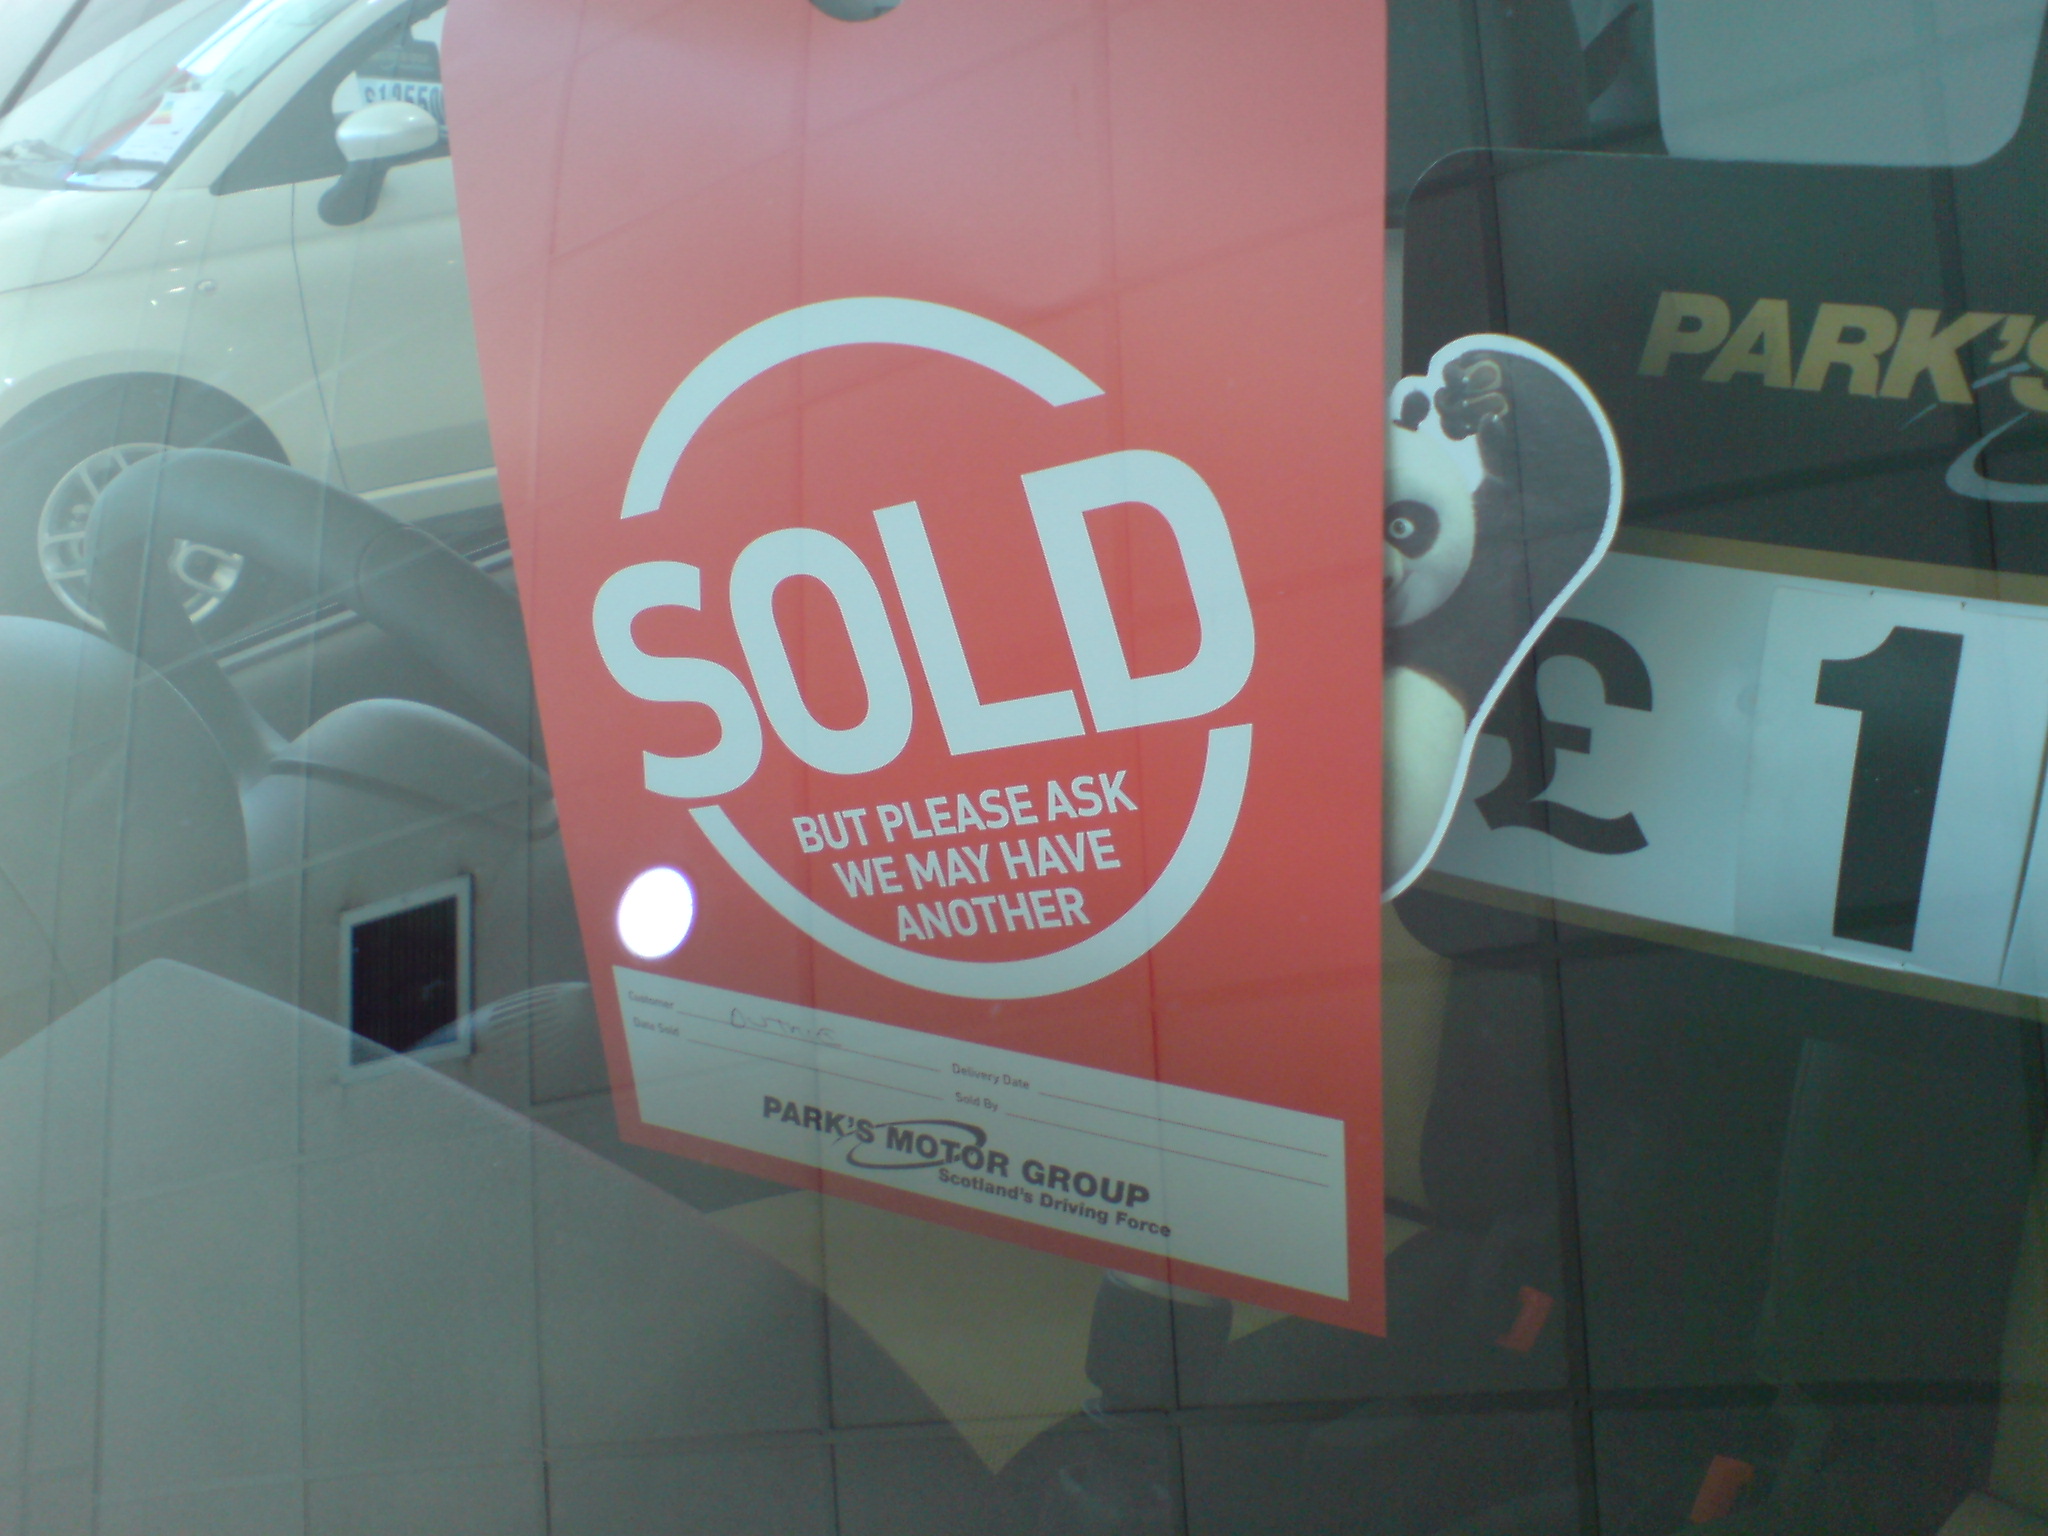 SOLD
BUT PLEASE ASK
WE MAY HAVE
ANOTHER
Customer
Date Sold
Delivery Date
Sold By
PARK'S MOTOR GROUP
Scotland's Driving Force
PARK'S
£1